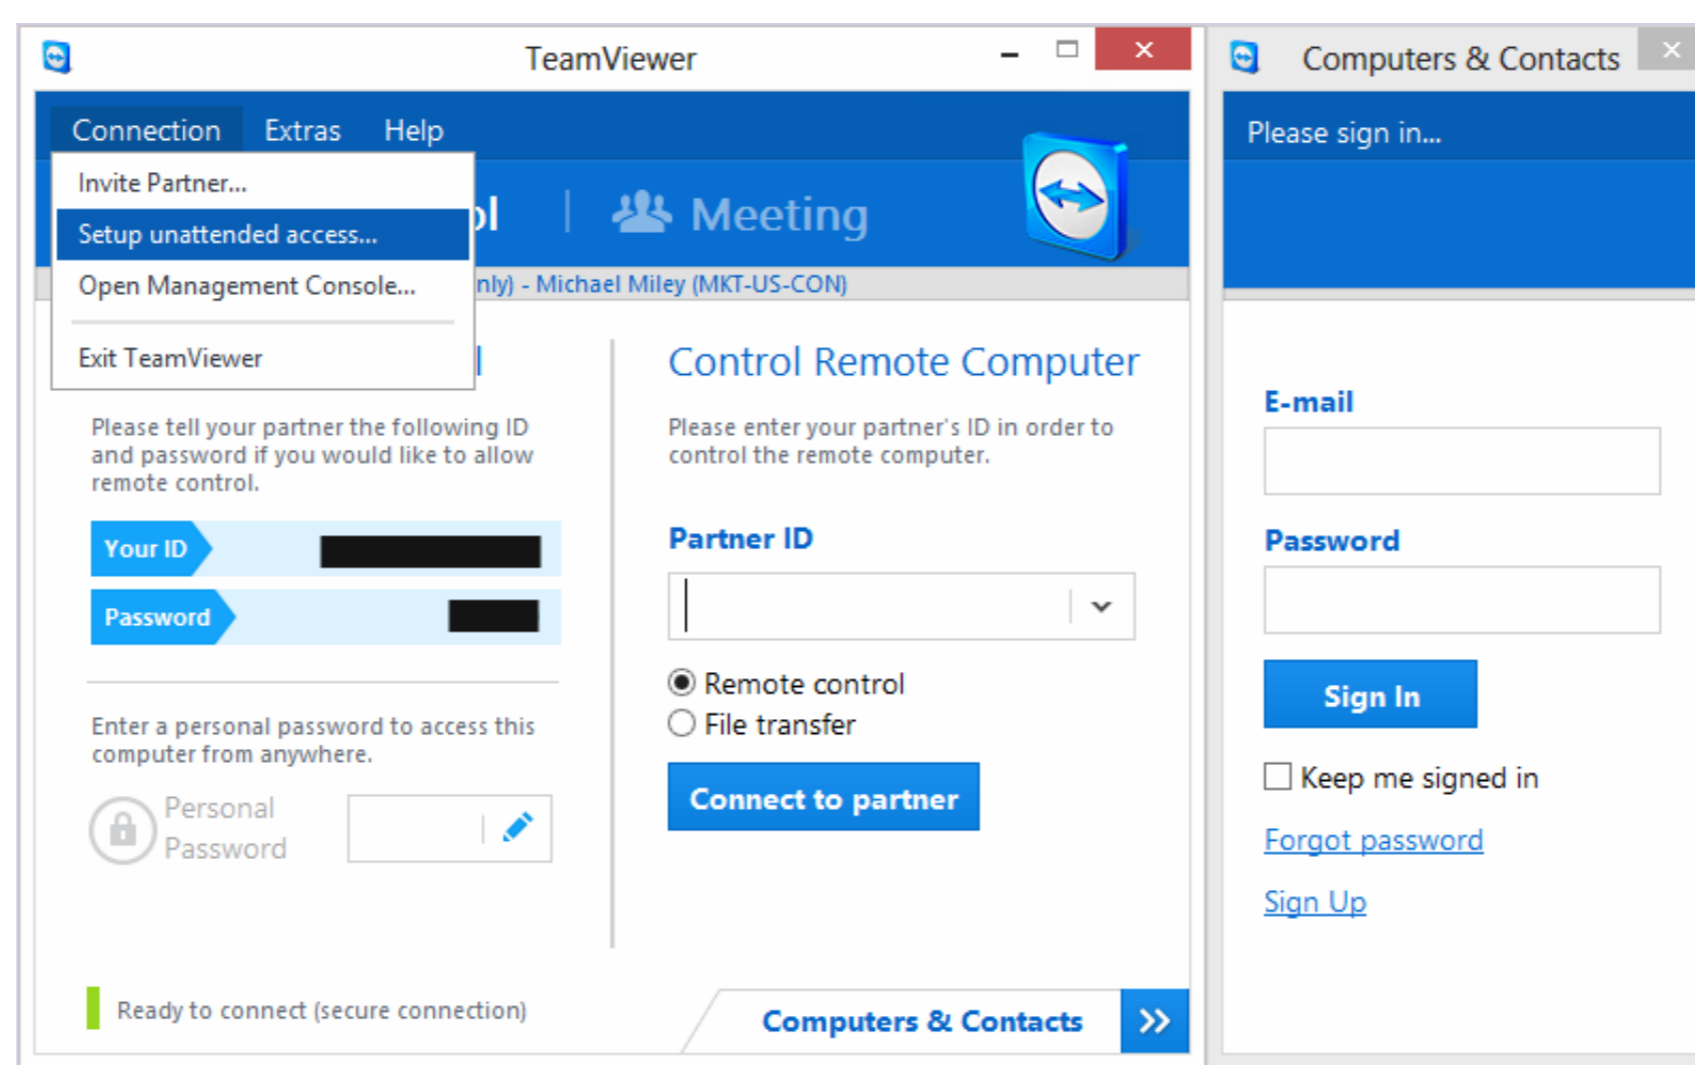 TeamViewer
Connection Extras Help
Invite Partner...
Setup unattended access...
Open Management Console...
Exit TeamViewer
Meeting
- Michael Miley (MKT-US-CON)
Please tell your partner the following ID
and password if you would like to allow
remote control.
Your ID
Password
Enter a personal password to access this
computer from anywhere.
Personal
Password
Ready to connect (secure connection)
Control Remote Computer
Please enter your partner's ID in order to
control the remote computer.
Partner ID
Remote control
File transfer
Connect to partner
Computers & Contacts
Computers & Contacts
Please sign in...
E-mail
Password
Sign In
Keep me signed in
Forgot password
Sign Up